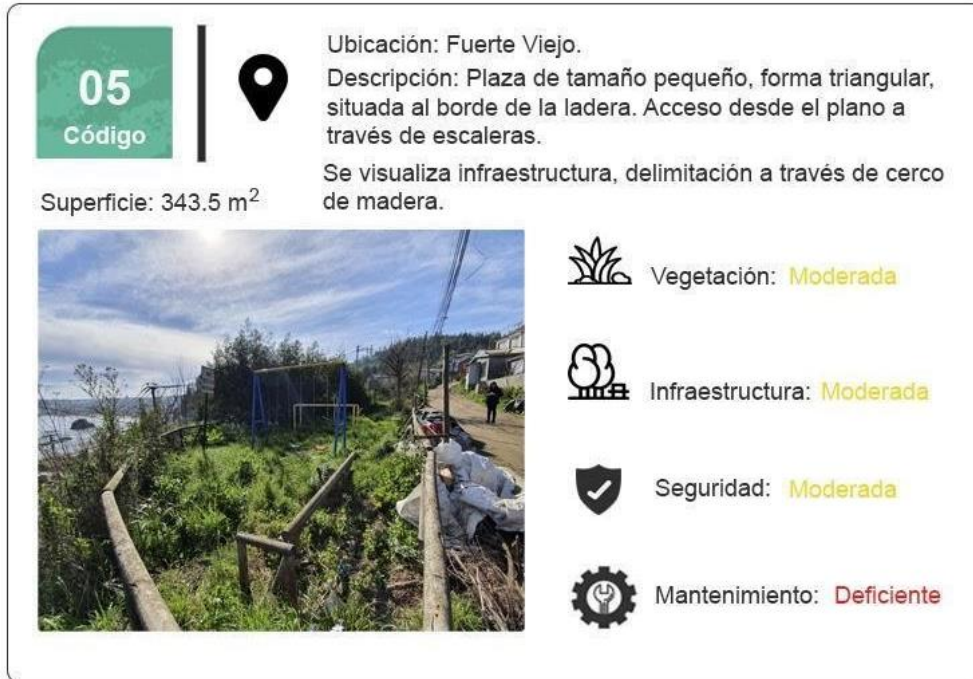 05
Código
Superficie: 343.5 m²
Ubicación: Fuerte Viejo.
Descripción: Plaza de tamaño pequeño, forma triangular,
situada al borde de la ladera. Acceso desde el plano a
través de escaleras.
Se visualiza infraestructura, delimitación a través de cerco
de madera.
Vegetación: Moderada
Infraestructura: Moderada
Seguridad: Moderada
Mantenimiento: Deficiente